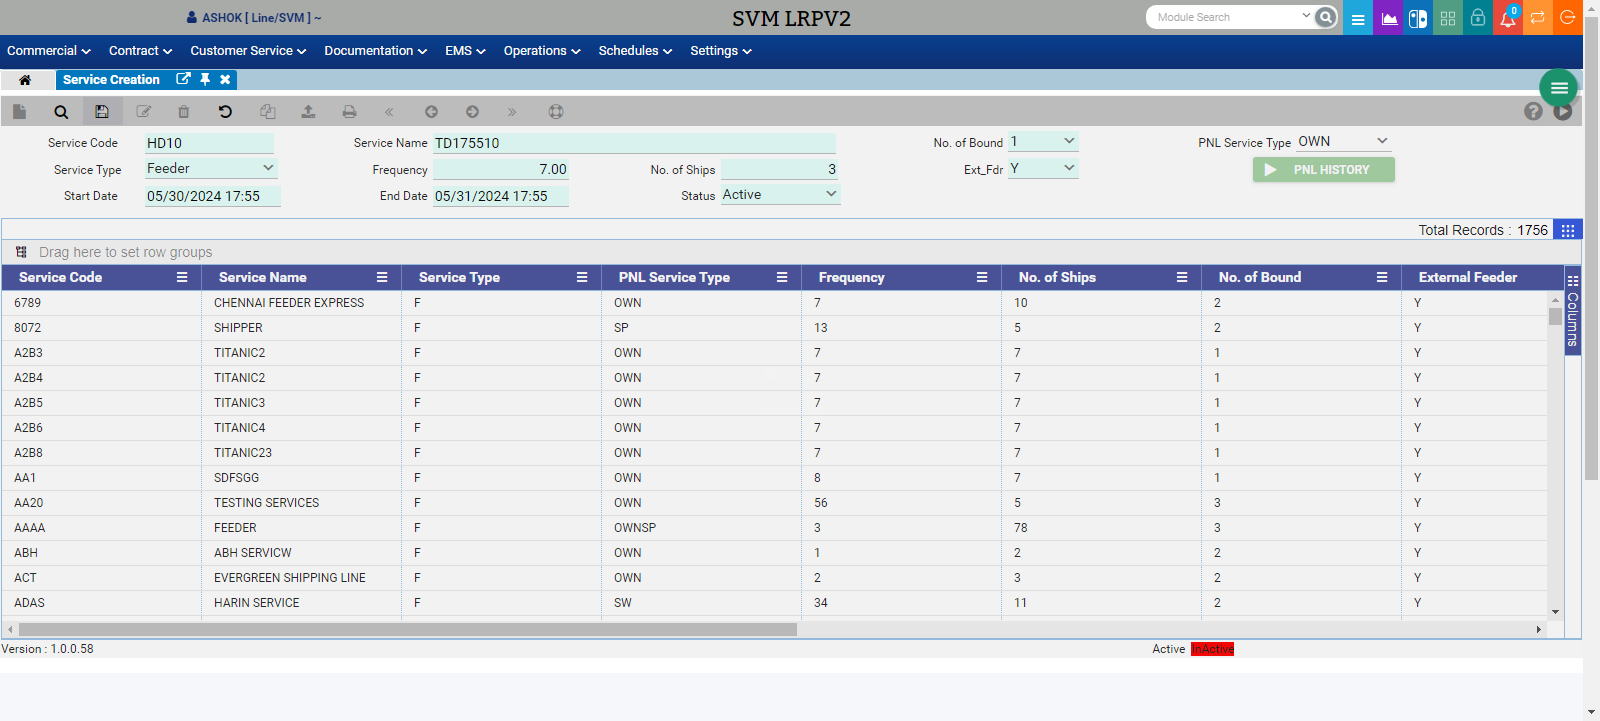 ASHOK [ Line/SVM ] ~ SVM LRPV2 Module Search 0
Commercial Contract Customer Service Documentation EMS Operations Schedules Settings
Service Creation
Service Code HD10 Service Name TD175510 No. of Bound 1 PNL Service Type OWN
Service Type Feeder Frequency 7.00 No. of Ships 3 Ext_Fdr Y PNL HISTORY
Start Date 05/30/2024 17:55 End Date 05/31/2024 17:55 Status Active
Total Records : 1756
Drag here to set row groups
Service Code Service Name Service Type PNL Service Type Frequency No. of Ships No. of Bound External Feeder
Columns
6789 CHENNAI FEEDER EXPRESS F OWN 7 10 2 Y
8072 SHIPPER F SP 13 5 2 Y
A2B3 TITANIC2 F OWN 7 7 1 Y
A2B4 TITANIC2 F OWN 7 7 1 Y
A2B5 TITANIC3 F OWN 7 7 1 Y
A2B6 TITANIC4 F OWN 7 7 1 Y
A2B8 TITANIC23 F OWN 7 7 1 Y
AA1 SDFSGG F OWN 8 7 1 Y
AA20 TESTING SERVICES F OWN 56 5 3 Y
AAAA FEEDER F OWNSP 3 78 3 Y
ABH ABH SERVICW F OWN 1 2 2 Y
ACT EVERGREEN SHIPPING LINE F OWN 2 3 2 Y
ADAS HARIN SERVICE F SW 34 11 2 Y
Version : 1.0.0.58 Active InActive